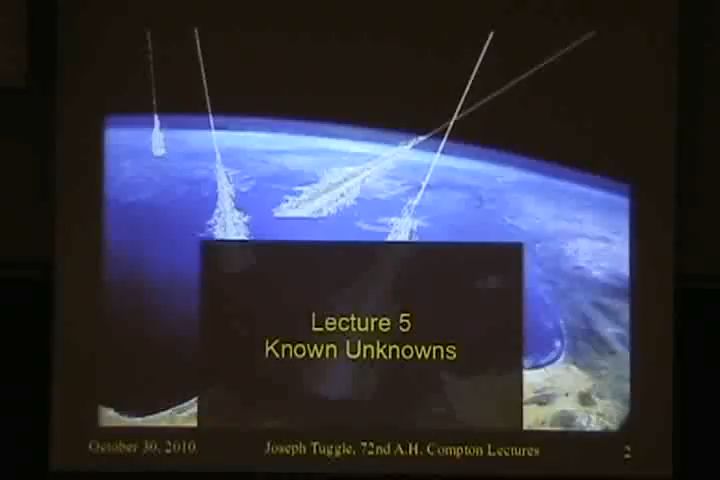 Lecture 5
Known Unknowns
October 30, 2010
Joseph Tuggle, 72nd A.H. Compton Lectures
2